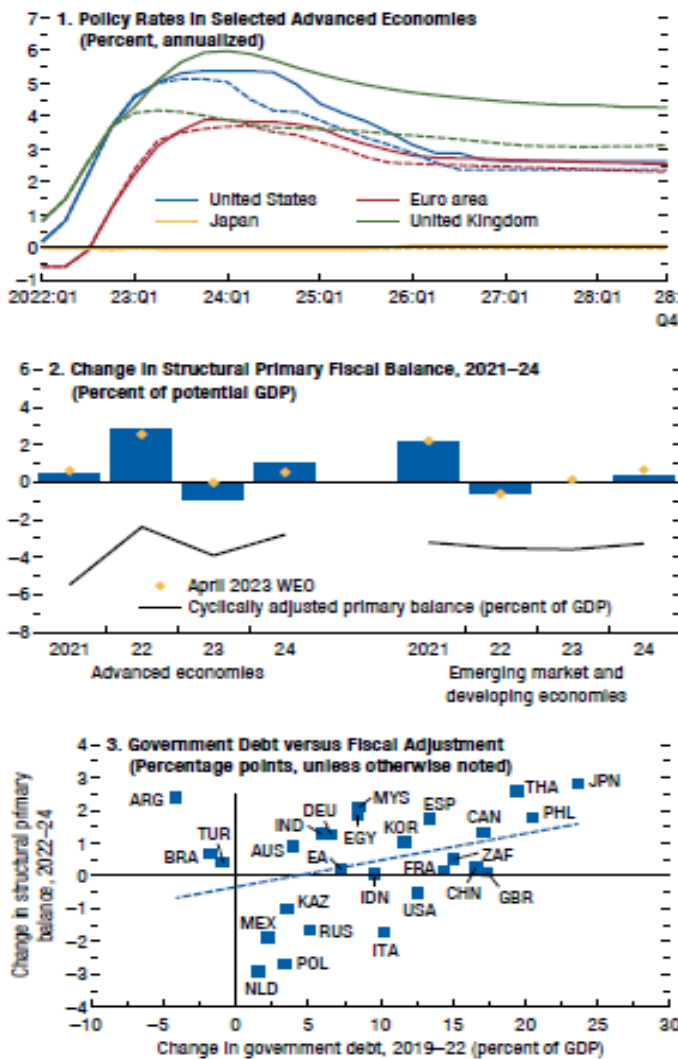 1. Policy Rates in Selected Advanced Economies
(Percent, annualized)
7
6
5
4
3
2
1
0
−1
United States
Euro area
Japan
United Kingdom
2022:Q1
23:Q1
24:Q1
25:Q1
26:Q1
27:Q1
28:Q1
28:
Q4
2. Change in Structural Primary Fiscal Balance, 2021–24
(Percent of potential GDP)
6
4
2
0
−2
−4
−6
−8
April 2023 WEO
Cyclically adjusted primary balance (percent of GDP)
2021
22
23
24
2021
22
23
24
Advanced economies
Emerging market and
developing economies
3. Government Debt versus Fiscal Adjustment
(Percentage points, unless otherwise noted)
Change in structural primary
balance, 2022–24
4
3
2
1
0
−1
−2
−3
−4
ARG
TUR
BRA
AUS
IND
DEU
MYS
EGY
EA
KOR
ESP
CAN
THA
JPN
PHL
ZAF
FRA
IDN
USA
CHN
GBR
KAZ
MEX
RUS
ITA
POL
NLD
−10
−5
0
5
10
15
20
25
30
Change in government debt, 2019–22 (percent of GDP)